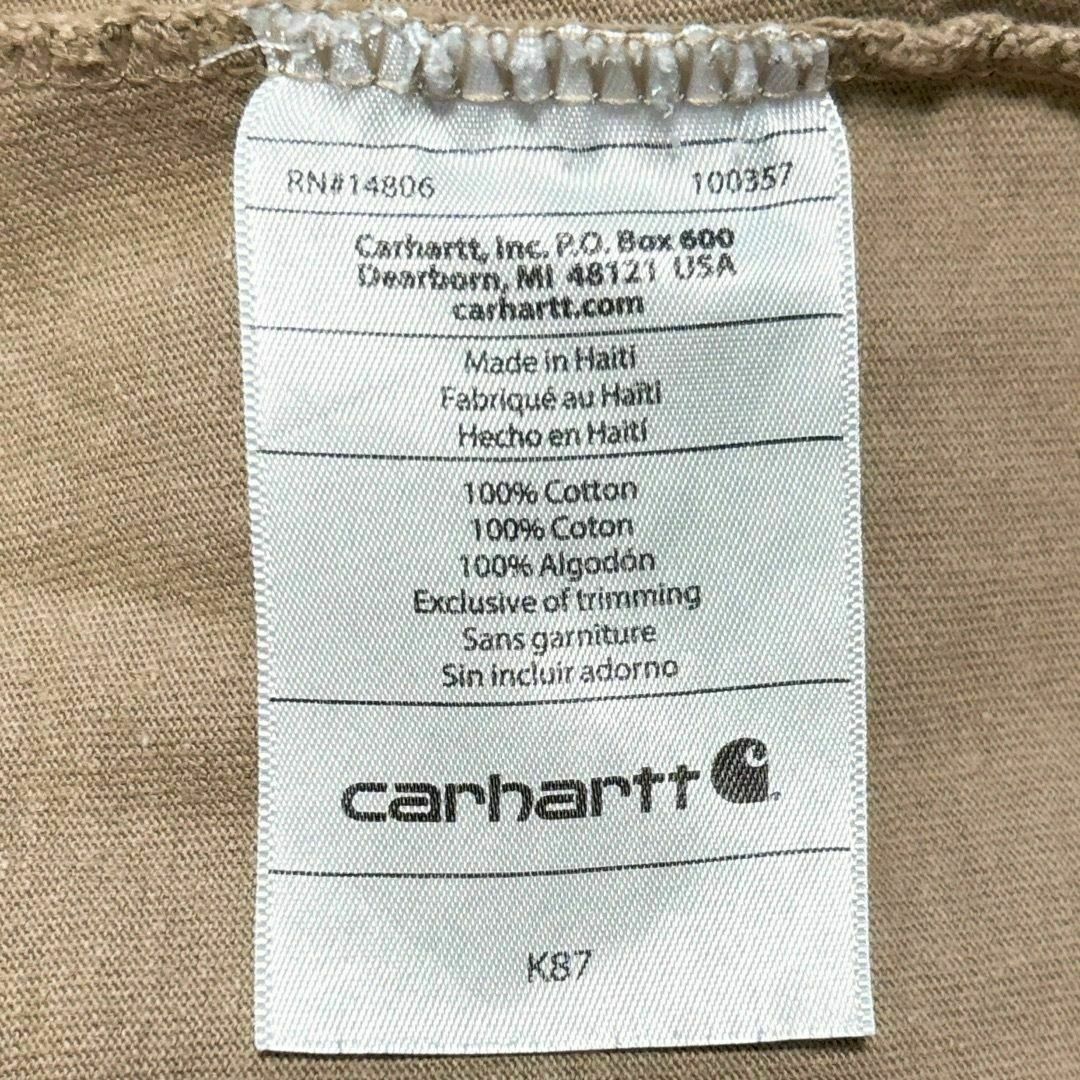 RN#14806 100357
Carhartt, Inc. P.O. Box 600
Dearborn, MI 48121 USA
carhartt.com
Made in Haiti
Fabriqué au Haïti
Hecho en Haití
100% Cotton
100% Coton
100% Algodón
Exclusive of trimming
Sans garniture
Sin incluir adorno
carhartt
K87